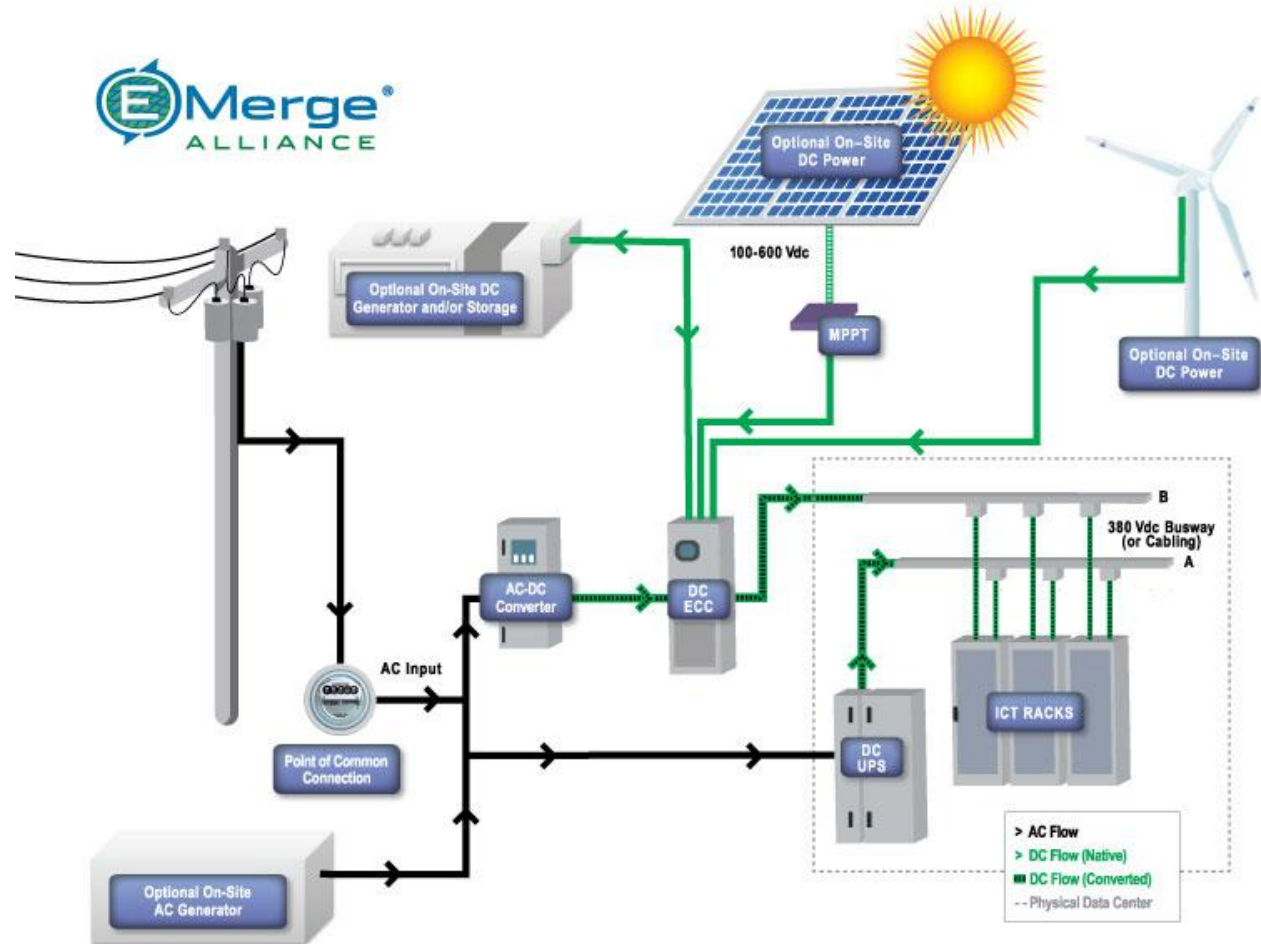 EMerge®
ALLIANCE
Optional On-Site
DC Power
100-600 Vdc
Optional On-Site DC
Generator and/or Storage
MPPT
Optional On-Site
DC Power
B
380 Vdc Busway
(or Cabling)
A
AC-DC
Converter
DC
ECC
AC Input
ICT RACKS
DC
UPS
Point of Common
Connection
Optional On-Site
AC Generator
> AC Flow
> DC Flow (Native)
DC Flow (Converted)
-- Physical Data Center